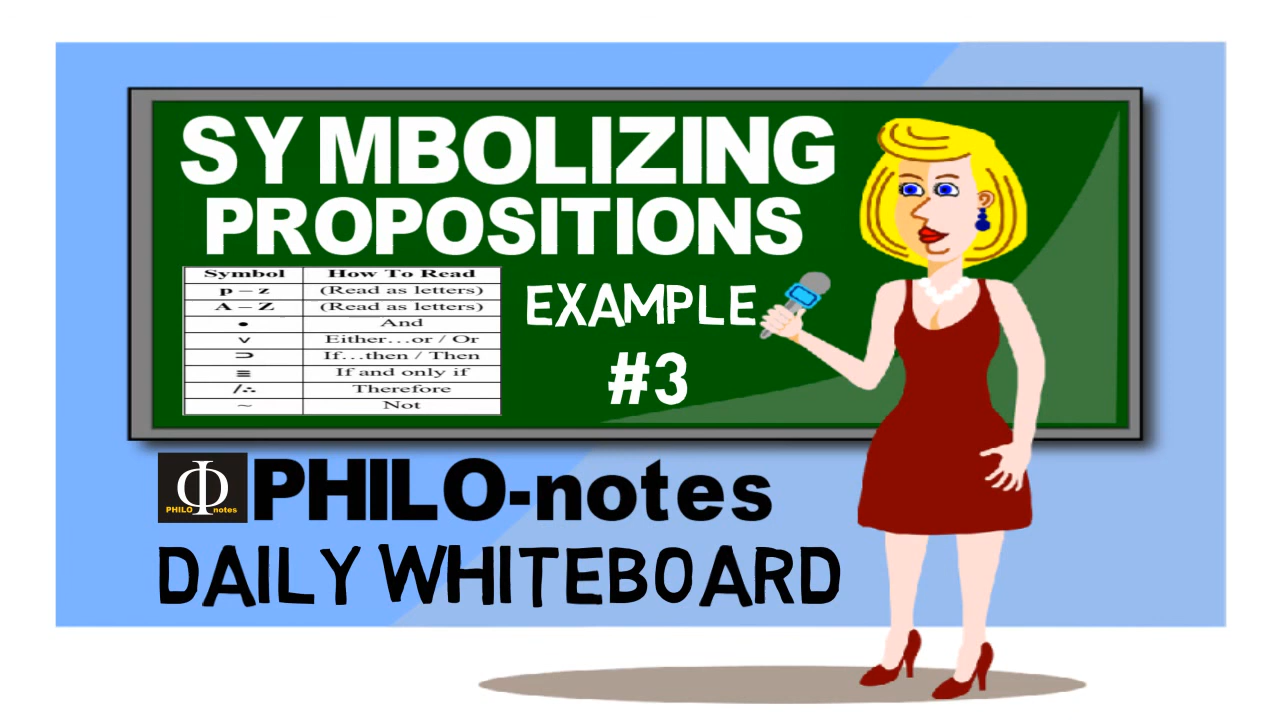 SYMBOLIZING
PROPOSITIONS
Symbol How To Read
p – z (Read as letters)
A – Z (Read as letters)
• And
v Either…or / Or
⊃ If…then / Then
≡ If and only if
/∴ Therefore
~ Not
EXAMPLE
#3
Φ
PHILO notes
PHILO-notes
DAILY WHITEBOARD